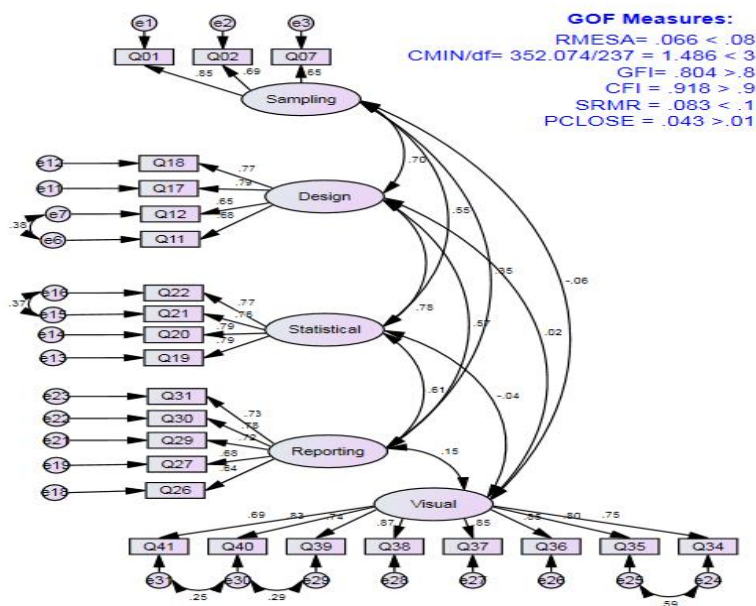 GOF Measures:
RMESA= .066 < .08
CMIN/df= 352.074/237 = 1.486 < 3
GFI= .804 >.8
CFI= .918 > .9
SRMR = .083 < .1
PCLOSE = .043 >.01
e1 e2 e3
Q01 Q02 Q07
.85 .69 .65
Sampling
.70
e12 Q18 .77
e11 Q17 .79
e7 Q12 .65
e6 Q11 .68
.38
Design
.55
.35
-.06
e16 Q22 .77
e15 Q21 .76
e14 Q20 .79
e13 Q19 .79
.37
Statistical
.78
.57
.02
e23 Q31 .73
e22 Q30 .78
e21 Q29 .72
e19 Q27 .68
e18 Q26 .64
Reporting
.61
-.04
.15
Visual
.69 .83 .74 .87 .85 .80 .75
Q41 Q40 Q39 Q38 Q37 Q36 Q35 Q34
e31 e30 e29 e28 e27 e26 e25 e24
.25 .29 .59